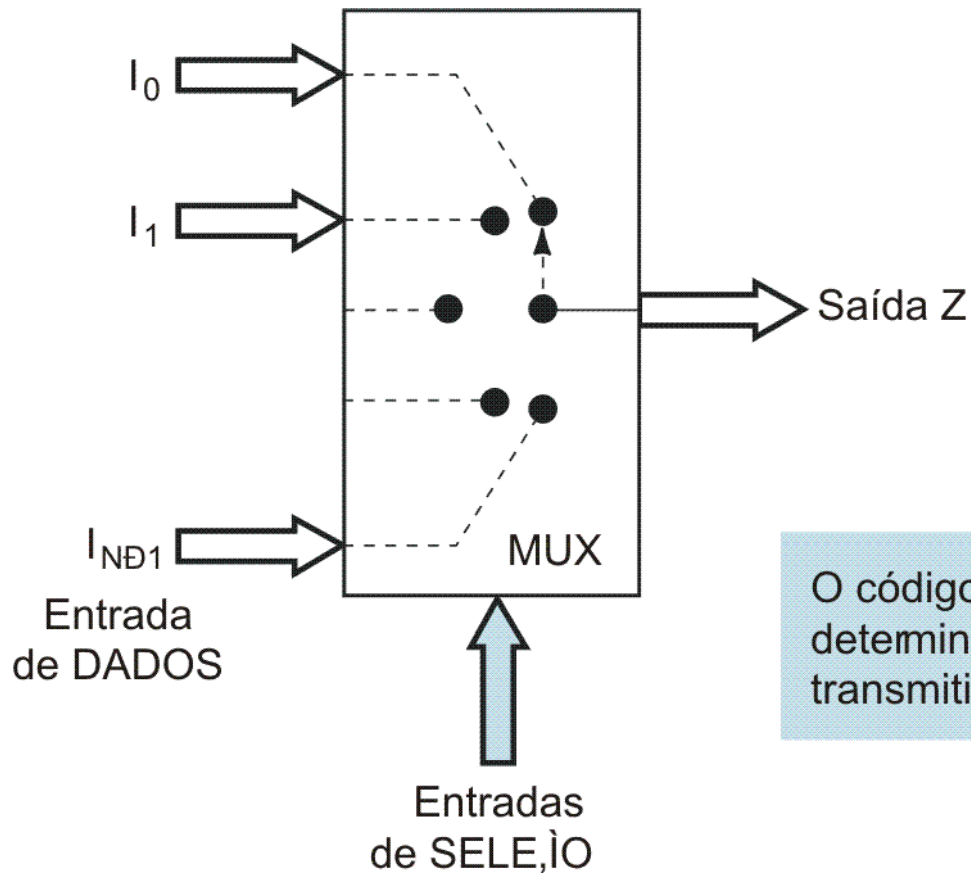 I0
I1
Saída Z
INÐ1
MUX
Entrada
de DADOS
O código
determin
transmiti
Entradas
de SELE,ÌO